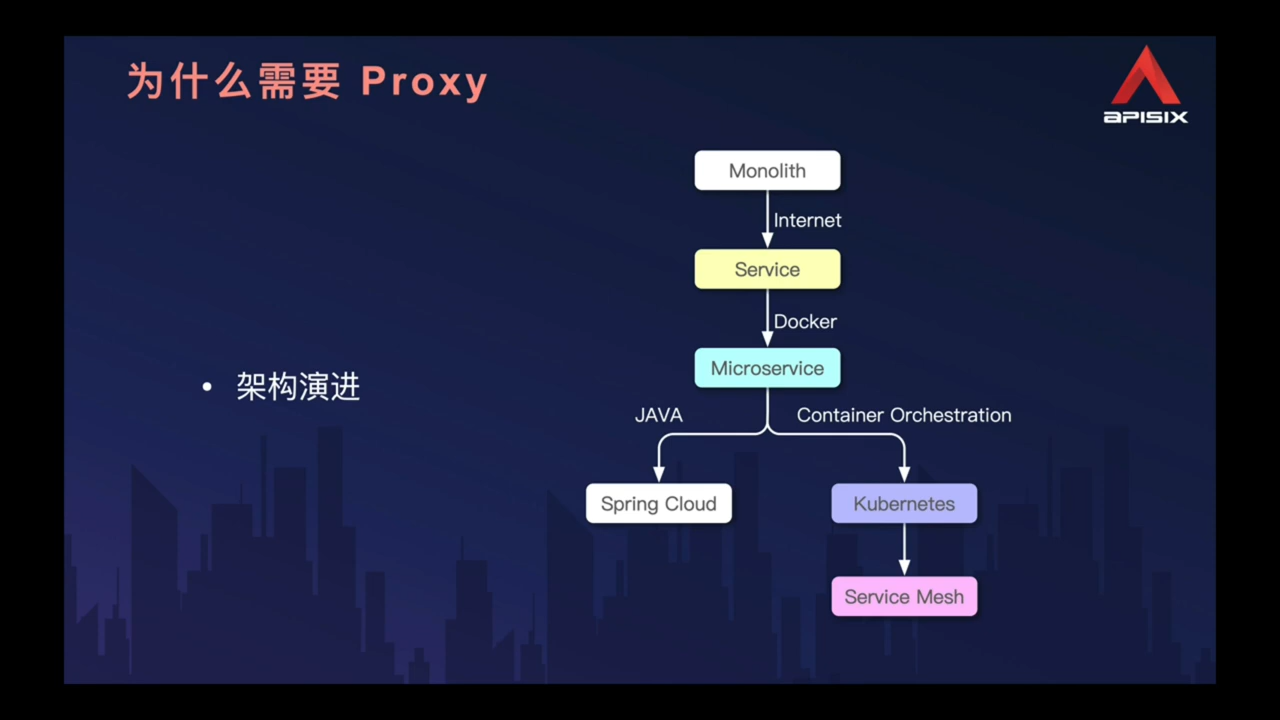 为什么需要 Proxy
APISIX
Monolith
Internet
Service
Docker
Microservice
• 架构演进
JAVA
Container Orchestration
Spring Cloud
Kubernetes
Service Mesh